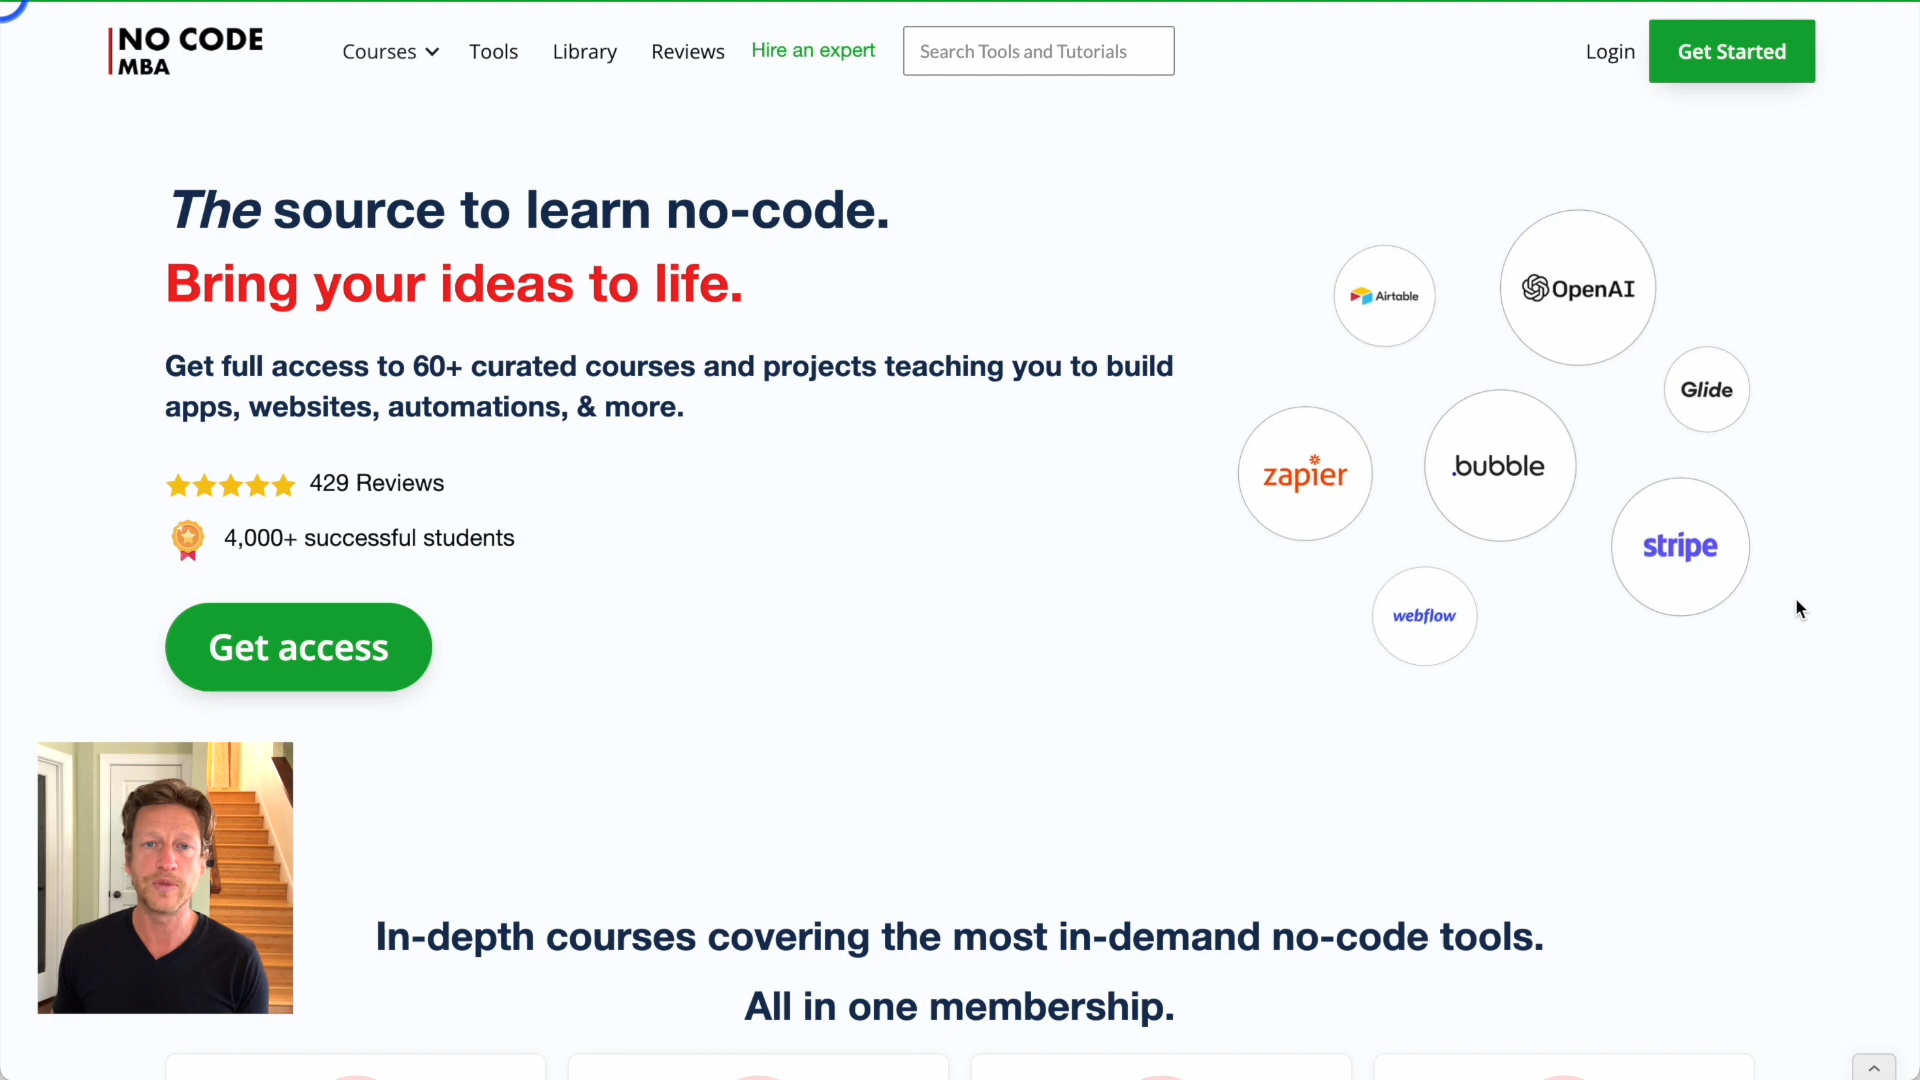 NO CODE
MBA
Courses
Tools
Library
Reviews
Hire an expert
Search Tools and Tutorials
Login
Get Started
The source to learn no-code.
Bring your ideas to life.
Get full access to 60+ curated courses and projects teaching you to build
apps, websites, automations, & more.
429 Reviews
4,000+ successful students
Get access
Airtable
OpenAI
Glide
zapier
.bubble
stripe
webflow
In-depth courses covering the most in-demand no-code tools.
All in one membership.